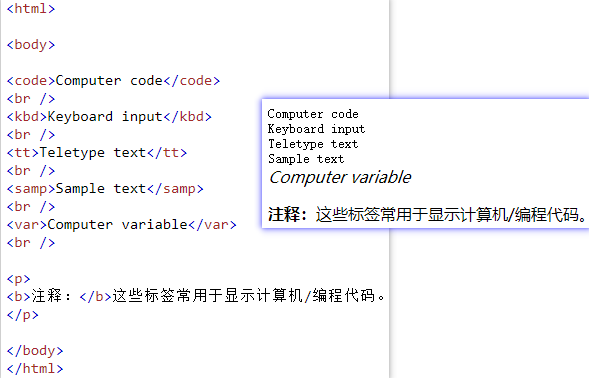 <html>
<body>
<code>Computer code</code>
<br />
<kbd>Keyboard input</kbd>
<br />
<tt>Teletype text</tt>
<br />
<samp>Sample text</samp>
<br />
<var>Computer variable</var>
<br />
<p>
<b>注释：</b>这些标签常用于显示计算机/编程代码。
</p>
</body>
</html>
Computer code
Keyboard input
Teletype text
Sample text
Computer variable
注释：这些标签常用于显示计算机/编程代码。